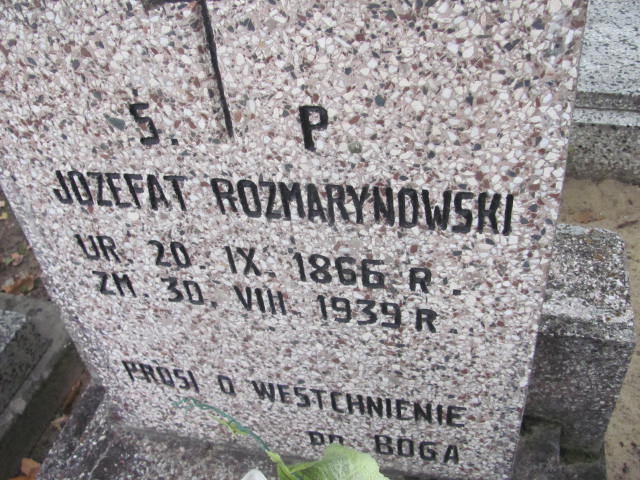 Ś. P
JOZEFAT ROZMARYNOWSKI
UR. 20. IX. 1866 R.
ZM. 30. VIII. 1939 R.
PROSI O WESTCHNIENIE
DO BOGA